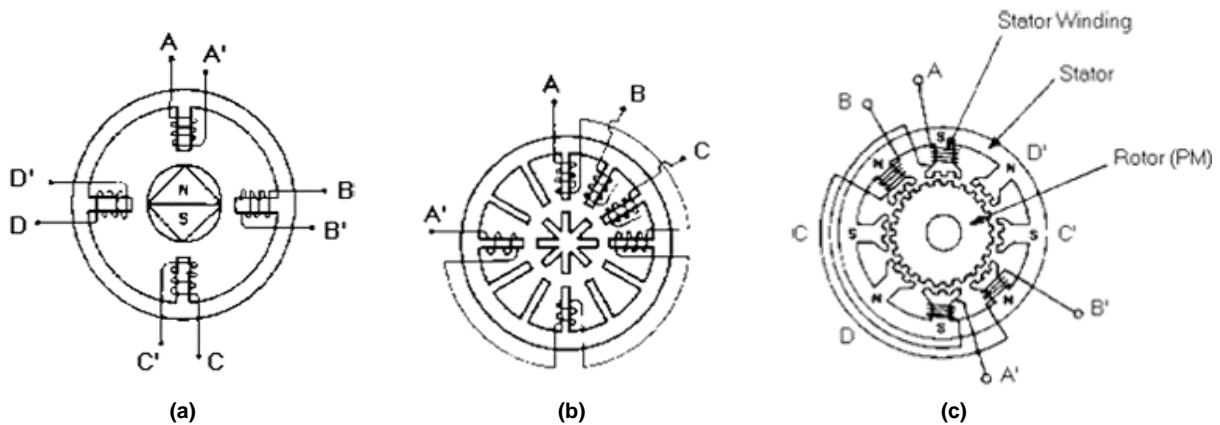 A
A'
D'
D
N
S
B
B'
C'
C
(a)
A
B
C
A'
(b)
Stator Winding
Stator
Rotor (PM)
A
B
S
D'
N
N
C
S
S
C'
N
N
S
B'
D
A'
(c)